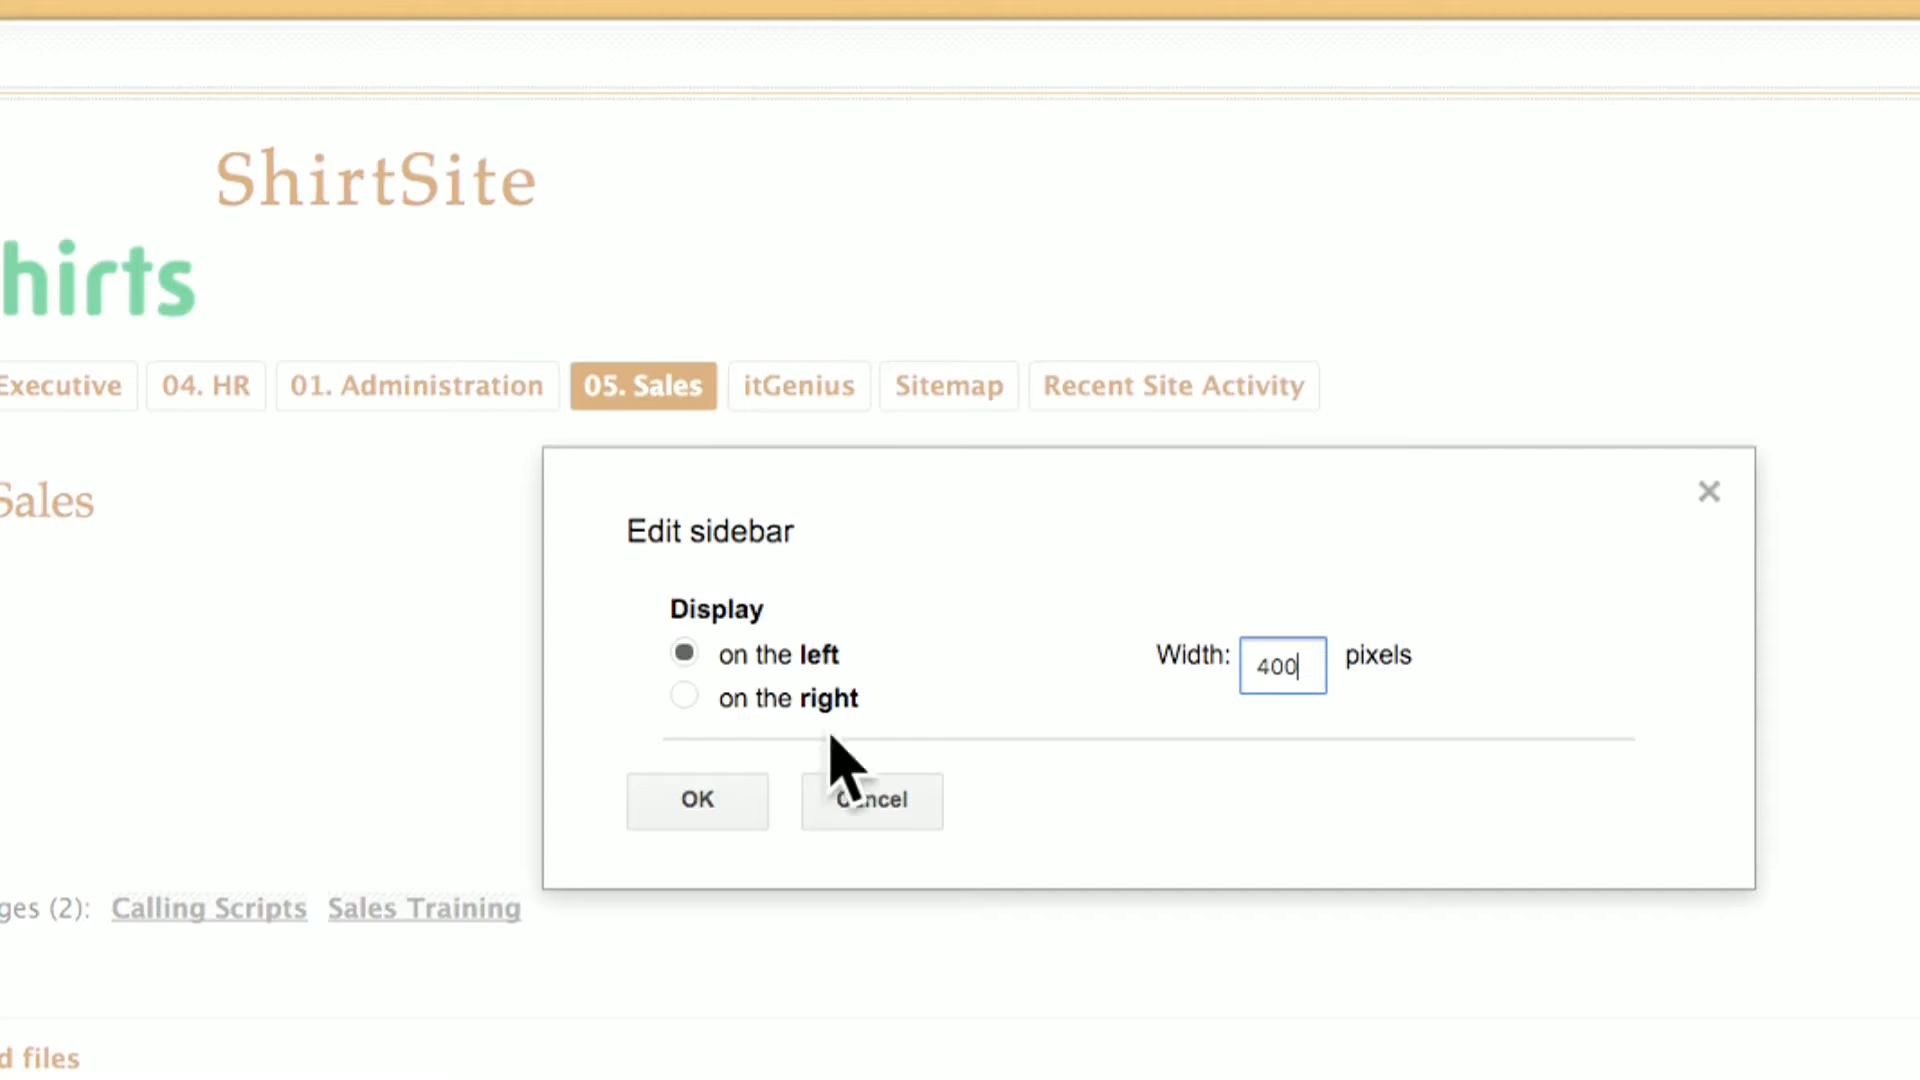 ShirtSite
hirts
Executive 04. HR 01. Administration 05. Sales itGenius Sitemap Recent Site Activity
Sales
Edit sidebar
Display
on the left
Width: 400 pixels
on the right
OK Cancel
ges (2): Calling Scripts Sales Training
d files